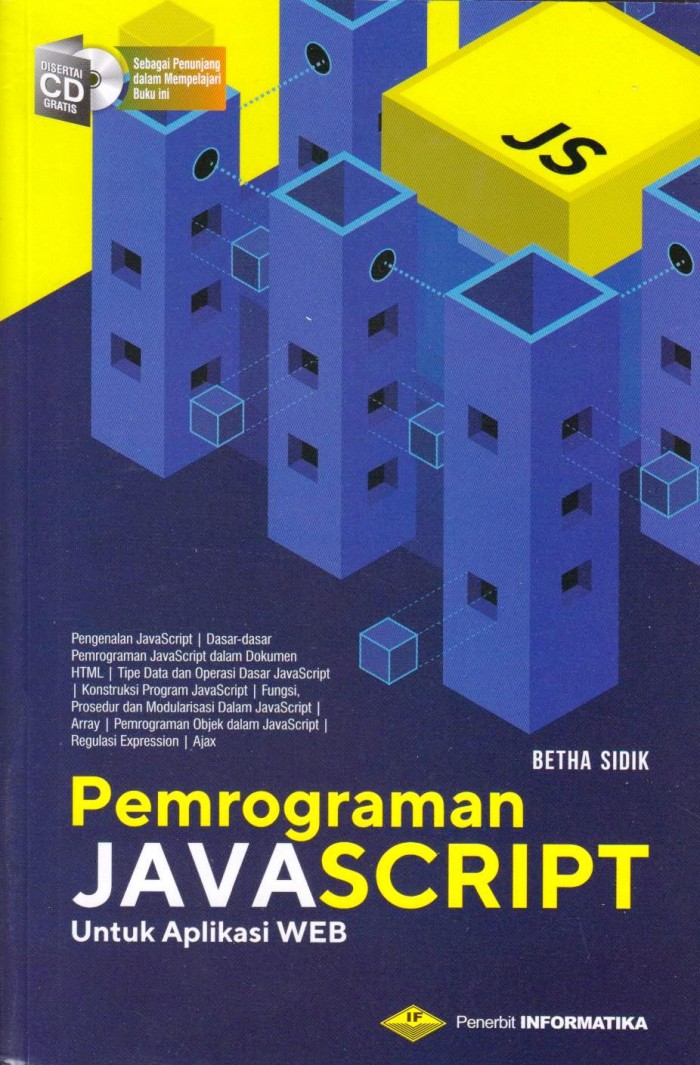 DISERTAI
CD
GRATIS
Sebagai Penunjang
dalam Mempelajari
Buku ini
JS
Pengenalan JavaScript | Dasar-dasar
Pemrograman JavaScript dalam Dokumen
HTML | Tipe Data dan Operasi Dasar JavaScript
| Konstruksi Program JavaScript | Fungsi,
Prosedur dan Modularisasi Dalam JavaScript |
Array | Pemrograman Objek dalam JavaScript |
Regulasi Expression | Ajax
BETHA SIDIK
Pemrograman
JAVASCRIPT
Untuk Aplikasi WEB
IF
Penerbit INFORMATIKA